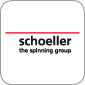 schoeller
the spinning group